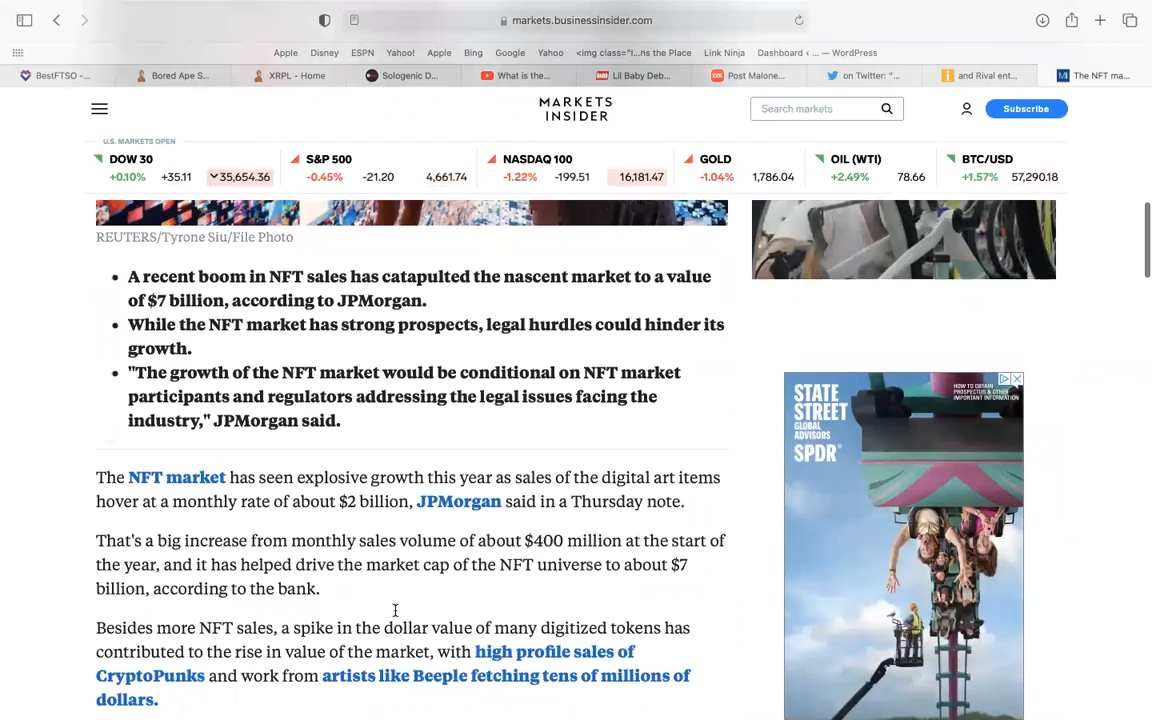 markets.businessinsider.com
Apple Disney ESPN Yahoo! Apple Bing Google Yahoo <img class="l...ns the Place Link Ninja Dashboard ‹ ... — WordPress
BestFTSO -... Bored Ape S... XRPL - Home Sologenic D... What is the... Lil Baby Deb... Post Malone... on Twitter: "... and Rival ent... The NFT ma...
MARKETS
INSIDER
Search markets
Subscribe
U.S. MARKETS OPEN
DOW 30 S&P 500 NASDAQ 100 GOLD OIL (WTI) BTC/USD
+0.10% +35.11 35,654.36 -0.45% -21.20 4,661.74 -1.22% -199.51 16,181.47 -1.04% 1,786.04 +2.49% 78.66 +1.57% 57,290.18
REUTERS/Tyrone Siu/File Photo
• A recent boom in NFT sales has catapulted the nascent market to a value
of $7 billion, according to JPMorgan.
• While the NFT market has strong prospects, legal hurdles could hinder its
growth.
• "The growth of the NFT market would be conditional on NFT market
participants and regulators addressing the legal issues facing the
industry," JPMorgan said.
The NFT market has seen explosive growth this year as sales of the digital art items
hover at a monthly rate of about $2 billion, JPMorgan said in a Thursday note.
That's a big increase from monthly sales volume of about $400 million at the start of
the year, and it has helped drive the market cap of the NFT universe to about $7
billion, according to the bank.
Besides more NFT sales, a spike in the dollar value of many digitized tokens has
contributed to the rise in value of the market, with high profile sales of
CryptoPunks and work from artists like Beeple fetching tens of millions of
dollars.
STATE
STREET
GLOBAL
ADVISORS
SPDR®
HOW TO OBTAIN
PROSPECTUS & OTHER
IMPORTANT INFORMATION